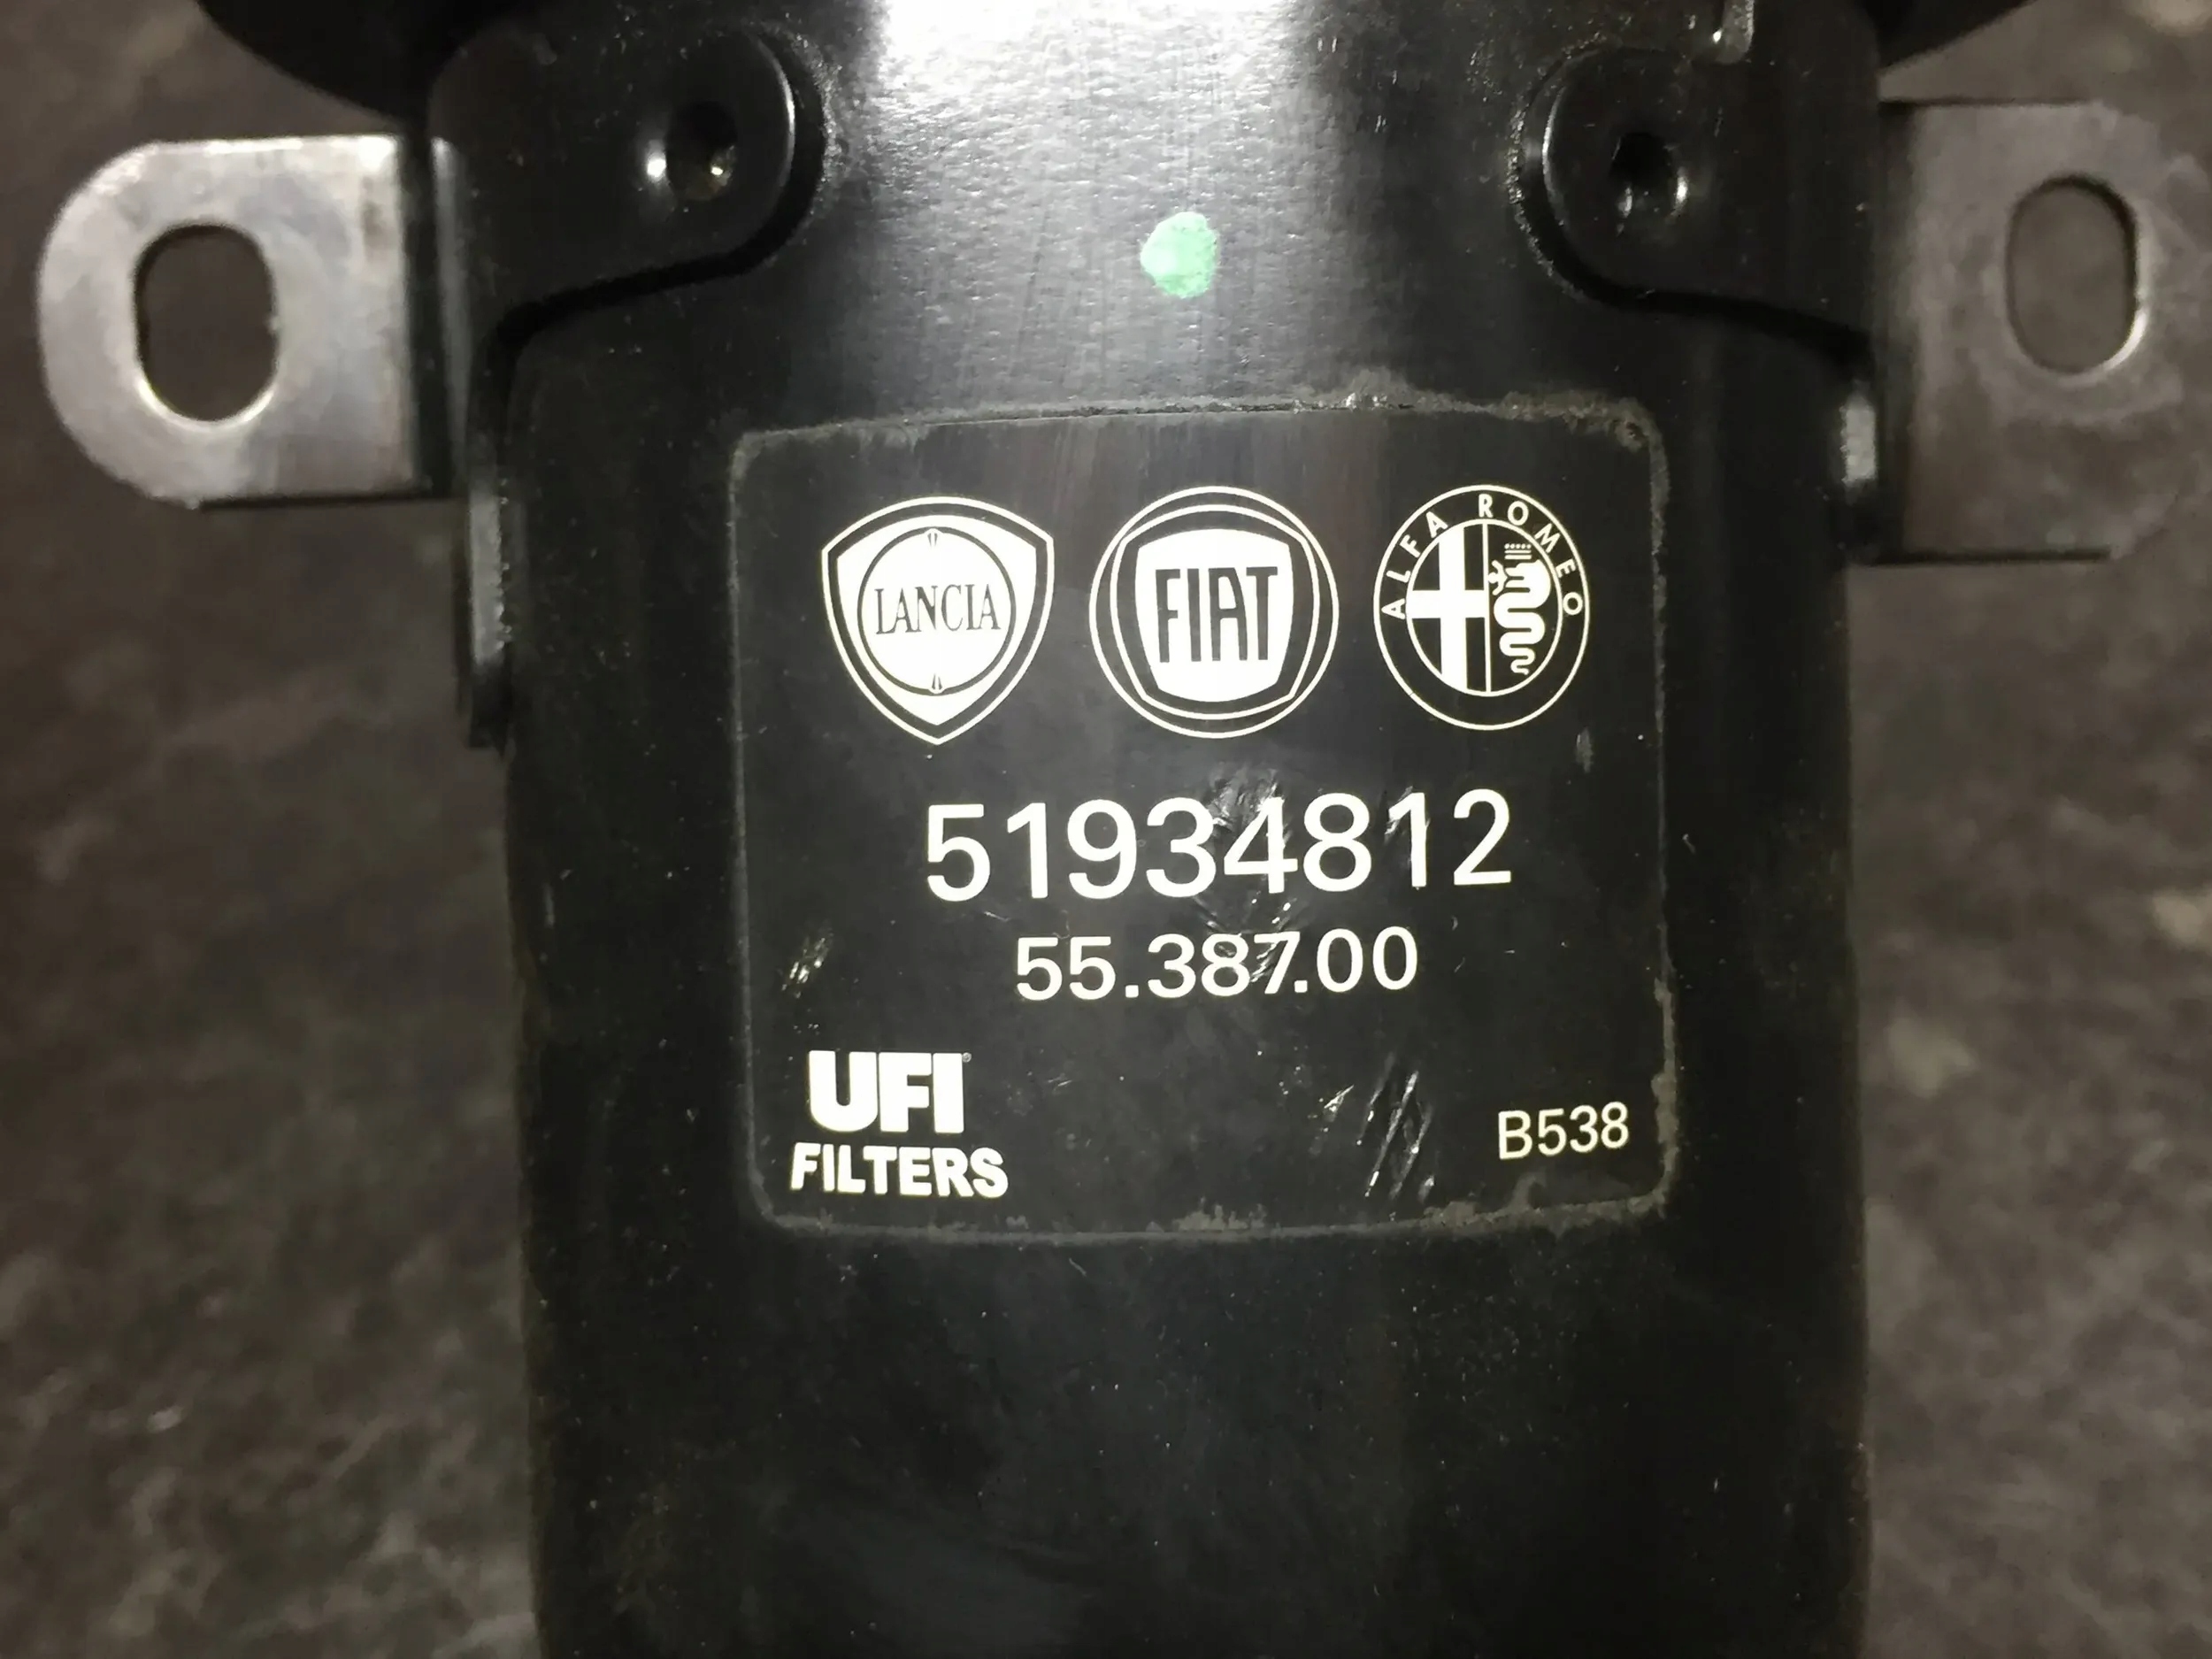 LANCIA
FIAT
ALFA ROMEO
51934812
55.387.00
UFI
FILTERS
B538